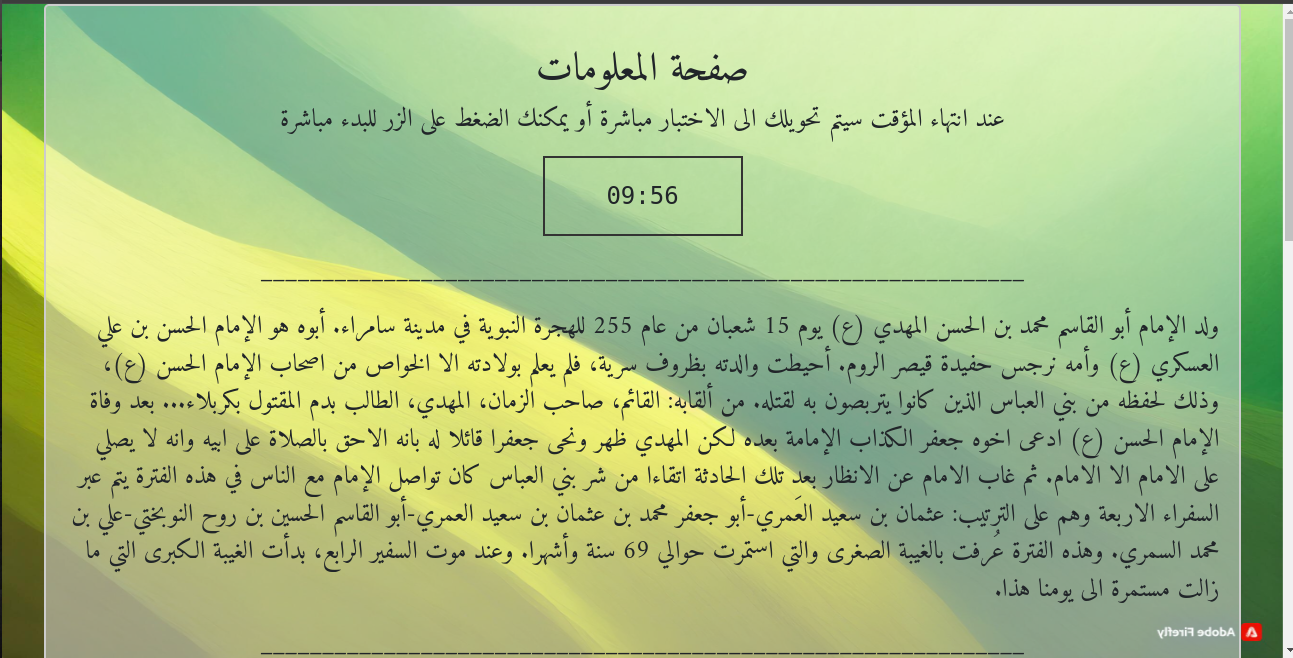 صفحة المعلومات
عند انتهاء المؤقت سيتم تحويلك الى الاختبار مباشرة أو يمكنك الضغط على الزر للبدء مباشرة
09:56
ولد الإمام أبو القاسم محمد بن الحسن المهدي (ع) يوم 15 شعبان من عام 255 للهجرة النبوية في مدينة سامراء. أبوه هو الإمام الحسن بن علي
العسكري (ع) وأمه نرجس حفيدة قيصر الروم. أحيطت والدته بظروف سرية، فلم يعلم بولادته الا الخواص من اصحاب الإمام الحسن (ع)،
وذلك لحفظه من بني العباس الذين كانوا يتربصون به لقتله. من ألقابه: القائم، صاحب الزمان، المهدي، الطالب بدم المقتول بكربلاء... بعد وفاة
الإمام الحسن (ع) ادعى اخوه جعفر الكذاب الإمامة بعده لكن المهدي ظهر ونحى جعفرا قائلا له بانه الاحق بالصلاة على ابيه وانه لا يصلي
على الامام الا الامام. ثم غاب الامام عن الانظار بعد تلك الحادثة اتقاءا من شر بني العباس كان تواصل الإمام مع الناس في هذه الفترة يتم عبر
السفراء الاربعة وهم على الترتيب: عثمان بن سعيد العَمري-أبو جعفر محمد بن عثمان بن سعيد العمري-أبو القاسم الحسين بن روح النوبختي-علي بن
محمد السمري. وهذه الفترة عُرفت بالغيبة الصغرى والتي استمرت حوالي 69 سنة وأشهرا. وعند موت السفير الرابع، بدأت الغيبة الكبرى التي ما
زالت مستمرة الى يومنا هذا.
Adobe Firefly